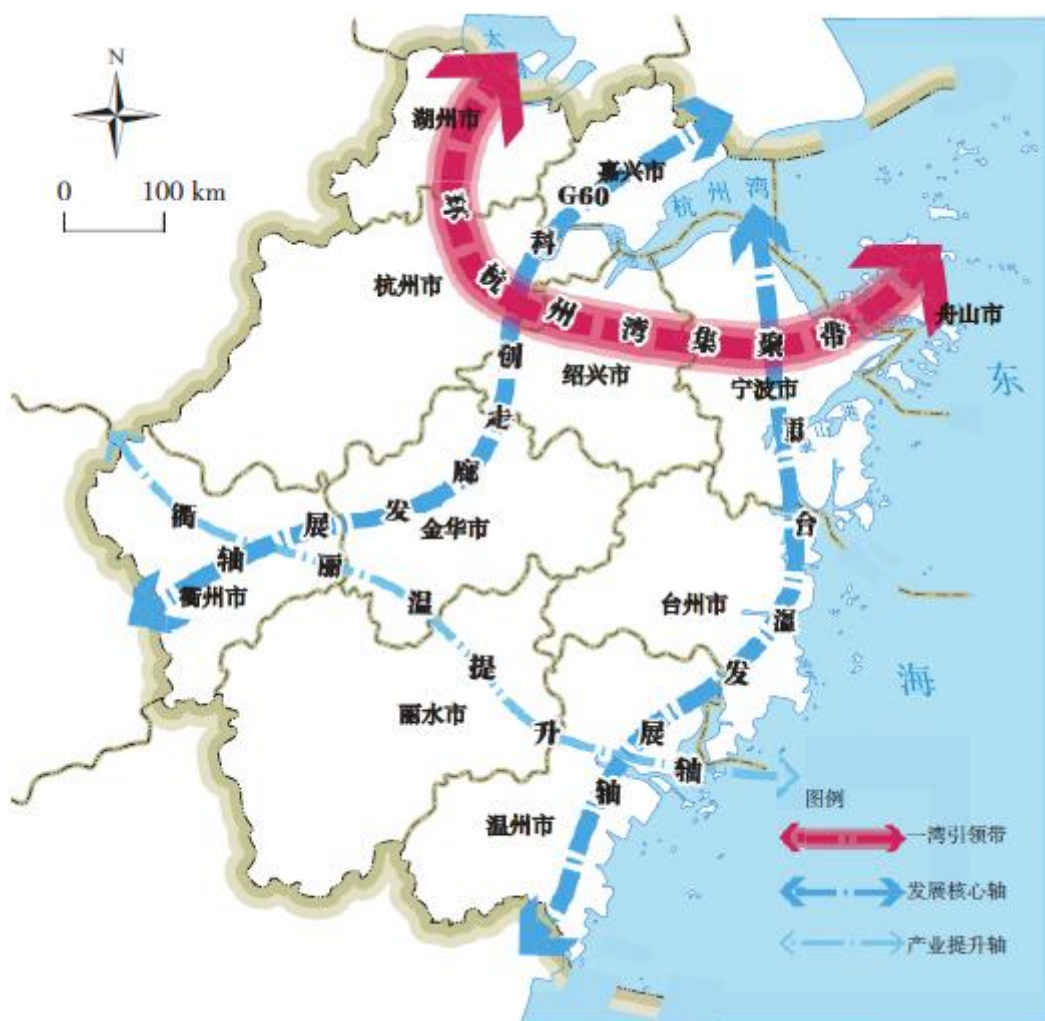 N
0 100 km
太
湖州市
嘉兴市
杭州湾
杭州市
绍兴市
宁波市
舟山市
金华市
衢州市
台州市
丽水市
温州市
东海
环杭州湾集聚带
G60科创走廊发展轴
甬台温发展轴
衢丽温提升轴
图例
一湾引领带
发展核心轴
产业提升轴